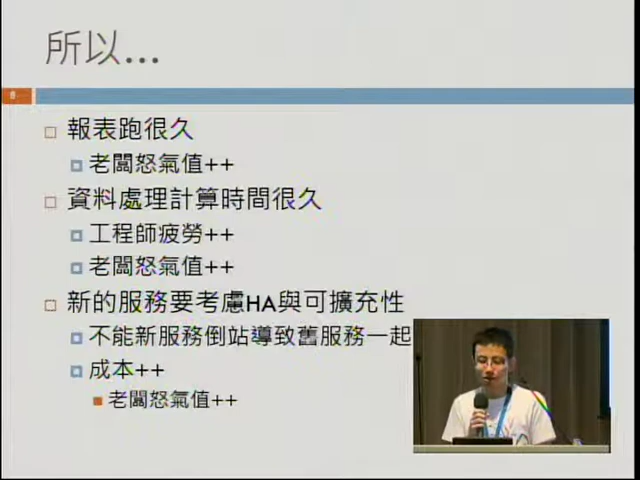 所以...
8
報表跑很久
老闆怒氣值++
資料處理計算時間很久
工程師疲勞++
老闆怒氣值++
新的服務要考慮HA與可擴充性
不能新服務倒站導致舊服務一起
成本++
老闆怒氣值++